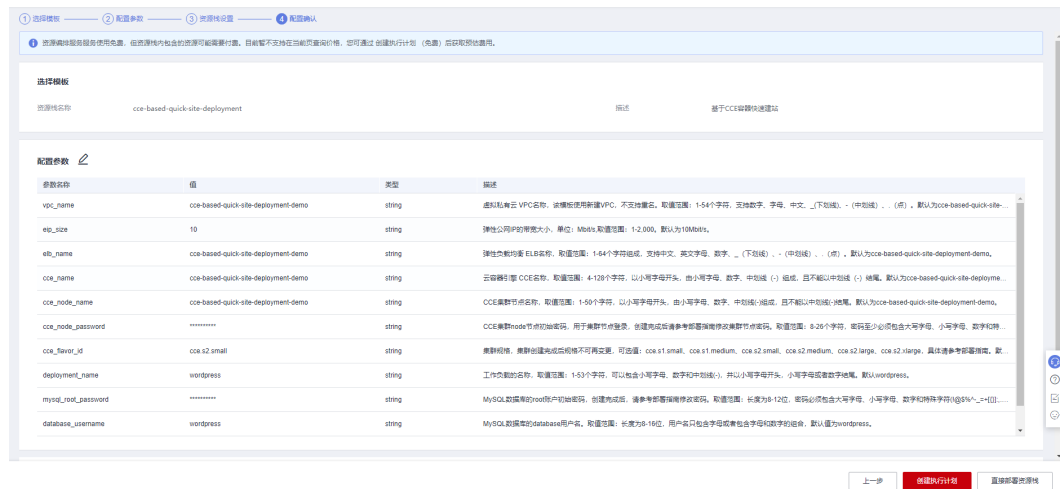 1 选择模板 2 配置参数 3 资源栈设置 4 配置确认
资源编排服务使用免费，但资源栈内包含的资源可能需要付费。目前暂不支持在当前页查询价格，您可通过 创建执行计划 （免费）后获取预估费用。
选择模板
资源栈名称 cce-based-quick-site-deployment 描述 基于CCE容器快速建站
配置参数
参数名称 值 类型 描述
vpc_name cce-based-quick-site-deployment-demo string 虚拟私有云 VPC名称，该模板使用新建VPC，不支持重名。取值范围：1-54个字符，支持数字、字母、中文、_(下划线)、-（中划线）、.（点）。默认为cce-based-quick-site-...
eip_size 10 string 弹性公网IP的带宽大小，单位：Mbit/s,取值范围：1-2,000。默认为10Mbit/s。
elb_name cce-based-quick-site-deployment-demo string 弹性负载均衡 ELB名称，取值范围：1-64个字符组成，支持中文、英文字母、数字、_（下划线）、-（中划线）、.（点）。默认为cce-based-quick-site-deployment-demo。
cce_name cce-based-quick-site-deployment-demo string 云容器引擎 CCE名称，取值范围：4-128个字符，以小写字母开头，由小写字母、数字、中划线（-）组成，且不能以中划线（-）结尾。默认为cce-based-quick-site-deployme...
cce_node_name cce-based-quick-site-deployment-demo string CCE集群节点名称，取值范围：1-50个字符，以小写字母开头，由小写字母、数字、中划线(-)组成，且不能以中划线(-)结尾。默认为cce-based-quick-site-deployment-demo。
cce_node_password ********** string CCE集群node节点初始密码，用于集群节点登录，创建完成后请参考部署指南修改集群节点密码。取值范围：8-26个字符，密码至少必须包含大写字母、小写字母、数字和特...
cce_flavor_id cce.s2.small string 集群规格，集群创建完成后规格不可再变更，可选值：cce.s1.small、cce.s1.medium、cce.s2.small、cce.s2.medium、cce.s2.large、cce.s2.xlarge，具体请参考部署指南。默...
deployment_name wordpress string 工作负载的名称，取值范围：1-53个字符，可以包含小写字母、数字和中划线(-)，并以小写字母开头，小写字母或者数字结尾。默认wordpress。
mysql_root_password ********* string MySQL数据库的root账户初始密码，创建完成后，请参考部署指南修改密码。取值范围：长度为8-12位，密码必须包含大写字母、小写字母、数字和特殊字符(!@$%^-_=+[{}]:,....
database_username wordpress string MySQL数据库的database用户名。取值范围：长度为8-16位，用户名只包含字母或者包含字母和数字的组合，默认值为wordpress。
上一步 创建执行计划 直接部署资源栈